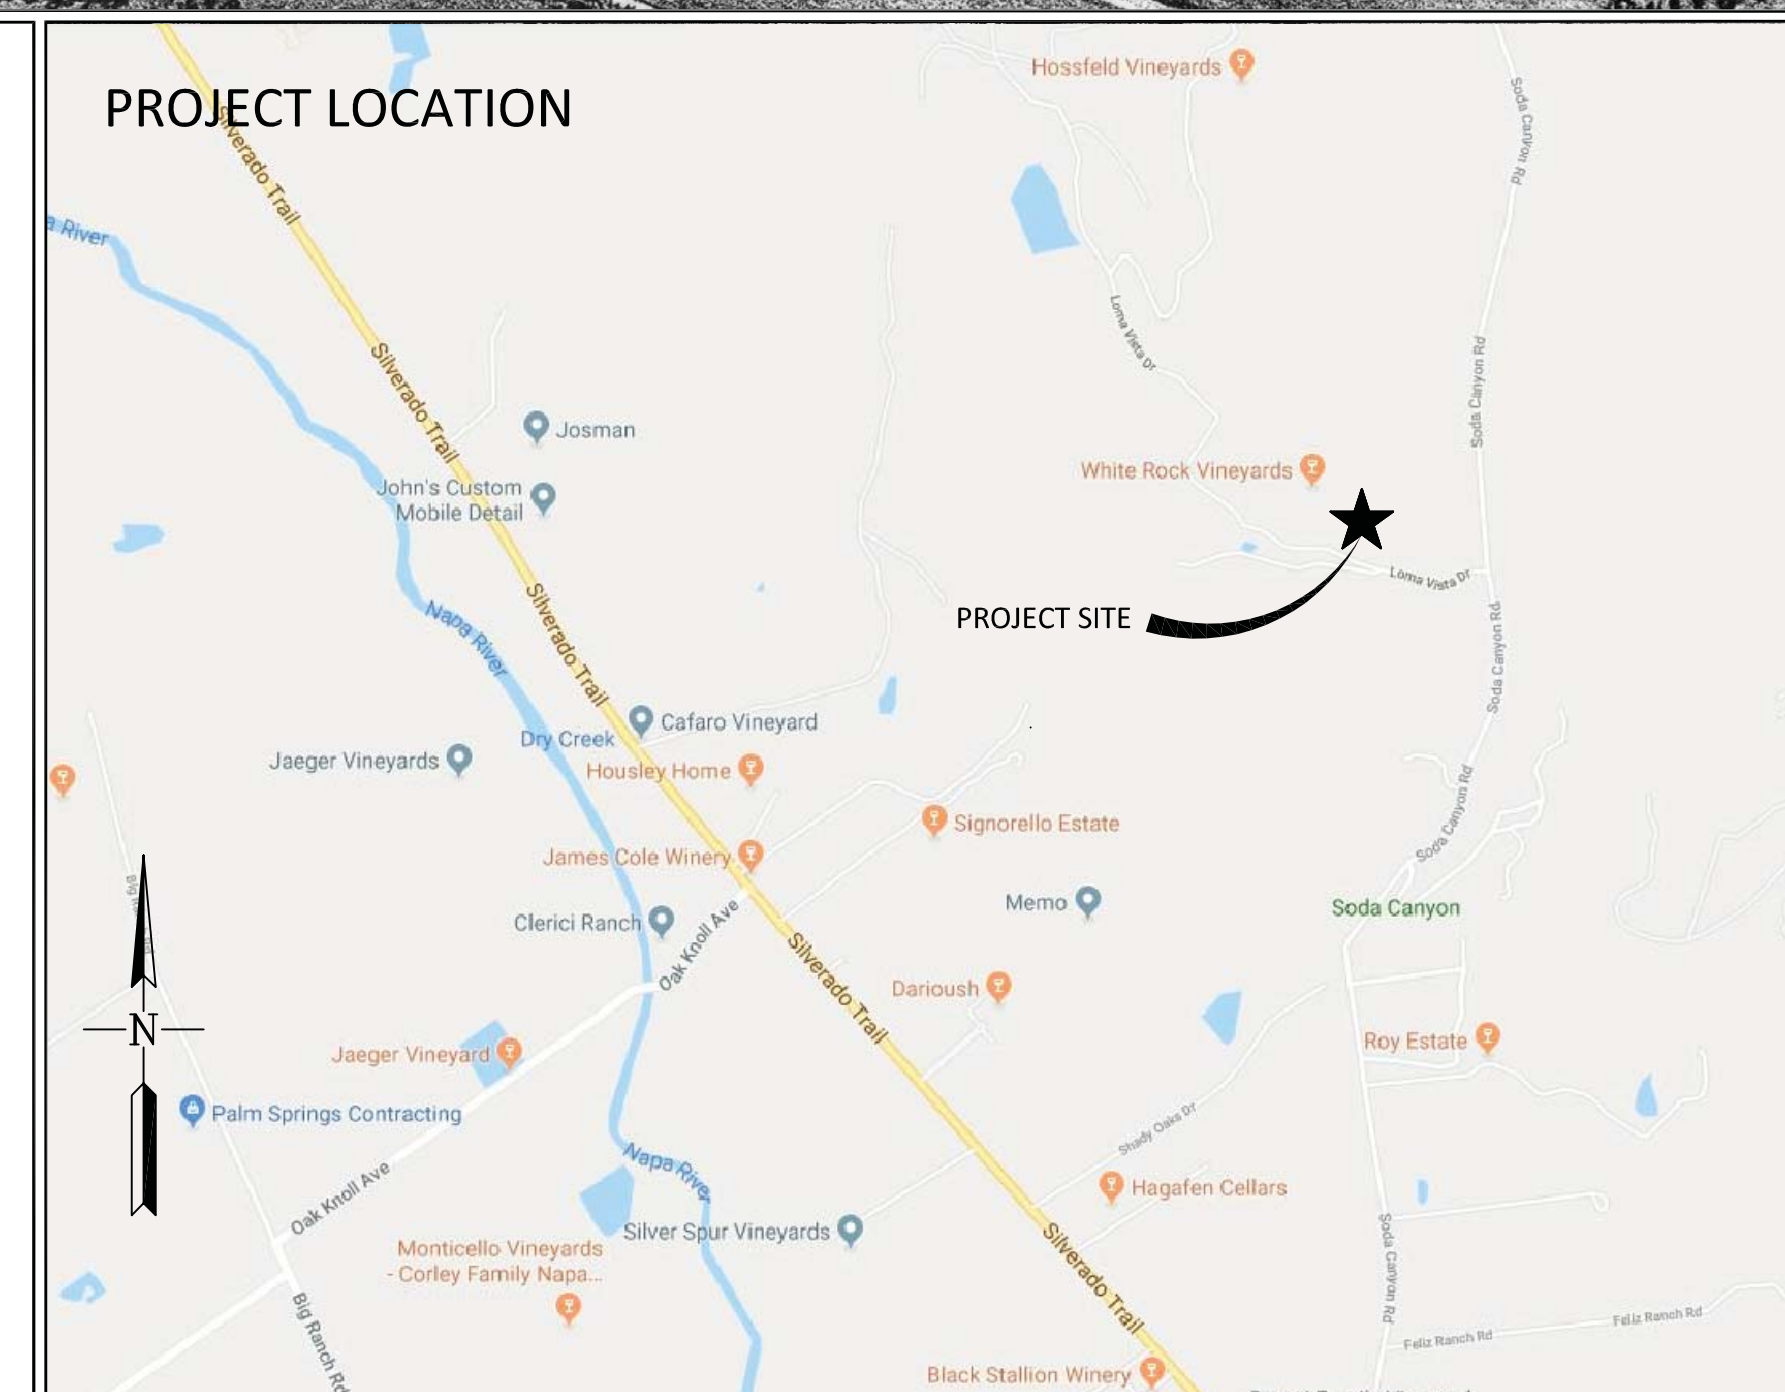 Hossfeld Vineyards
PROJECT LOCATION
Silverado Trail
Soda Canyon Rd
a River
Loma Vista Dr
Silverado Trail
Soda Canyon Rd
Josman
White Rock Vineyards
John's Custom
Mobile Detail
Loma Vista Dr
Silverado Trail
Napa River
PROJECT SITE
Soda Canyon Rd
Cafaro Vineyard
Dry Creek
Jaeger Vineyards
Housley Home
Signorello Estate
Soda Canyon Rd
James Cole Winery
Memo
Soda Canyon
Clerici Ranch
Oak Knoll Ave
Silverado Trail
Darioush
N
Roy Estate
Jaeger Vineyard
Palm Springs Contracting
Shady Oaks Dr
Napa River
Oak Knoll Ave
Hagafen Cellars
Silver Spur Vineyards
Monticello Vineyards
- Corley Family Napa...
Silverado Trail
Soda Canyon Rd
Big Ranch Rd
Feliz Ranch Rd
Feliz Ranch Rd
Black Stallion Winery